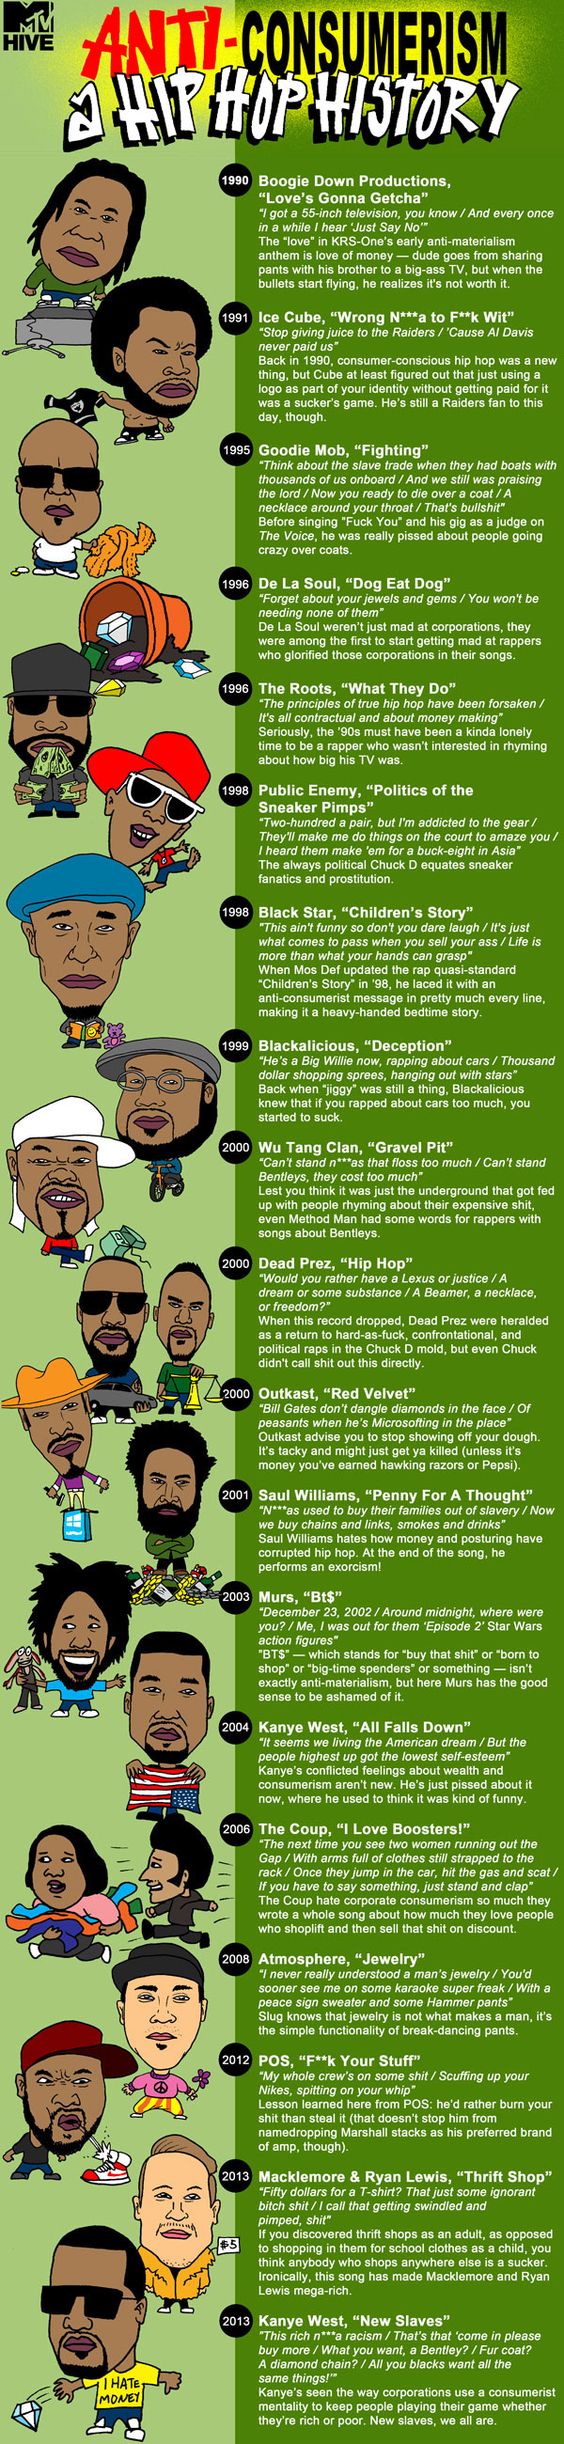 MTV
HIVE
ANTI-CONSUMERISM
A HIP HOP HISTORY
1990 Boogie Down Productions,
“Love's Gonna Getcha”
“I got a 55-inch television, you know / And every once
in a while I hear ‘Just Say No’”
The “love” in KRS-One's early anti-materialism
anthem is love of money — dude goes from sharing
pants with his brother to a big-ass TV, but when the
bullets start flying, he realizes it's not worth it.
1991 Ice Cube, “Wrong N***a to F**k Wit”
“Stop giving juice to the Raiders / ’Cause Al Davis
never paid us”
Back in 1990, consumer-conscious hip hop was a new
thing, but Cube at least figured out that just using a
logo as part of your identity without getting paid for it
was a sucker's game. He's still a Raiders fan to this
day, though.
1995 Goodie Mob, “Fighting”
“Think about the slave trade when they had boats with
thousands of us onboard / And we still was praising
the lord / Now you ready to die over a coat / A
necklace around your throat / That's bullshit”
Before singing "Fuck You" and his gig as a judge on
The Voice, he was really pissed about people going
crazy over coats.
1996 De La Soul, “Dog Eat Dog”
“Forget about your jewels and gems / You won't be
needing none of them”
De La Soul weren't just mad at corporations, they
were among the first to start getting mad at rappers
who glorified those corporations in their songs.
1996 The Roots, “What They Do”
“The principles of true hip hop have been forsaken /
It's all contractual and about money making”
Seriously, the '90s must have been a kinda lonely
time to be a rapper who wasn't interested in rhyming
about how big his TV was.
1998 Public Enemy, “Politics of the
Sneaker Pimps”
“Two-hundred a pair, but I'm addicted to the gear /
They'll make me do things on the court to amaze you /
I heard them make 'em for a buck-eight in Asia”
The always political Chuck D equates sneaker
fanatics and prostitution.
1998 Black Star, “Children's Story”
"This ain't funny so don't you dare laugh / It's just
what comes to pass when you sell your ass / Life is
more than what your hands can grasp"
When Mos Def updated the rap quasi-standard
“Children's Story” in '98, he laced it with an
anti-consumerist message in pretty much every line,
making it a heavy-handed bedtime story.
1999 Blackalicious, “Deception”
“He's a Big Willie now, rapping about cars / Thousand
dollar shopping sprees, hanging out with stars”
Back when “jiggy” was still a thing, Blackalicious
knew that if you rapped about cars too much, you
started to suck.
2000 Wu Tang Clan, “Gravel Pit”
“Can't stand n***as that floss too much / Can't stand
Bentleys, they cost too much”
Lest you think it was just the underground that got fed
up with people rhyming about their expensive shit,
even Method Man had some words for rappers with
songs about Bentleys.
2000 Dead Prez, “Hip Hop”
“Would you rather have a Lexus or justice / A
dream or some substance / A Beamer, a necklace,
or freedom?”
When this record dropped, Dead Prez were heralded
as a return to hard-as-fuck, confrontational, and
political raps in the Chuck D mold, but even Chuck
didn't call shit out this directly.
2000 Outkast, “Red Velvet”
“Bill Gates don't dangle diamonds in the face / Of
peasants when he's Microsofting in the place”
Outkast advise you to stop showing off your dough.
It's tacky and might just get ya killed (unless it's
money you've earned hawking razors or Pepsi).
2001 Saul Williams, “Penny For A Thought”
“N***as used to buy their families out of slavery / Now
we buy chains and links, smokes and drinks”
Saul Williams hates how money and posturing have
corrupted hip hop. At the end of the song, he
performs an exorcism!
2003 Murs, “Bt$”
“December 23, 2002 / Around midnight, where were
you? / Me, I was out for them ‘Episode 2’ Star Wars
action figures”
"BT$" — which stands for “buy that shit” or “born to
shop” or “big-time spenders” or something — isn't
exactly anti-materialism, but here Murs has the good
sense to be ashamed of it.
2004 Kanye West, “All Falls Down”
“It seems we living the American dream / But the
people highest up got the lowest self-esteem”
Kanye's conflicted feelings about wealth and
consumerism aren't new. He's just pissed about it
now, where he used to think it was kind of funny.
2006 The Coup, “I Love Boosters!”
“The next time you see two women running out the
Gap / With arms full of clothes still strapped to the
rack / Once they jump in the car, hit the gas and scat /
If you have to say something, just stand and clap”
The Coup hate corporate consumerism so much they
wrote a whole song about how much they love people
who shoplift and then sell that shit on discount.
2008 Atmosphere, “Jewelry”
“I never really understood a man's jewelry / You'd
sooner see me on some karaoke super freak / With a
peace sign sweater and some Hammer pants”
Slug knows that jewelry is not what makes a man, it's
the simple functionality of break-dancing pants.
2012 POS, “F**k Your Stuff”
“My whole crew's on some shit / Scuffing up your
Nikes, spitting on your whip”
Lesson learned here from POS: he'd rather burn your
shit than steal it (that doesn't stop him from
namedropping Marshall stacks as his preferred brand
of amp, though).
2013 Macklemore & Ryan Lewis, “Thrift Shop”
“Fifty dollars for a T-shirt? That just some ignorant
bitch shit / I call that getting swindled and
pimped, shit"
If you discovered thrift shops as an adult, as opposed
to shopping in them for school clothes as a child, you
think anybody who shops anywhere else is a sucker.
Ironically, this song has made Macklemore and Ryan
Lewis mega-rich.
$5
2013 Kanye West, “New Slaves”
"This rich n***a racism / That's that ‘come in please
buy more / What you want, a Bentley? / Fur coat?
A diamond chain? / All you blacks want all the
same things!’”
Kanye's seen the way corporations use a consumerist
mentality to keep people playing their game whether
they're rich or poor. New slaves, we all are.
I HATE
MONEY